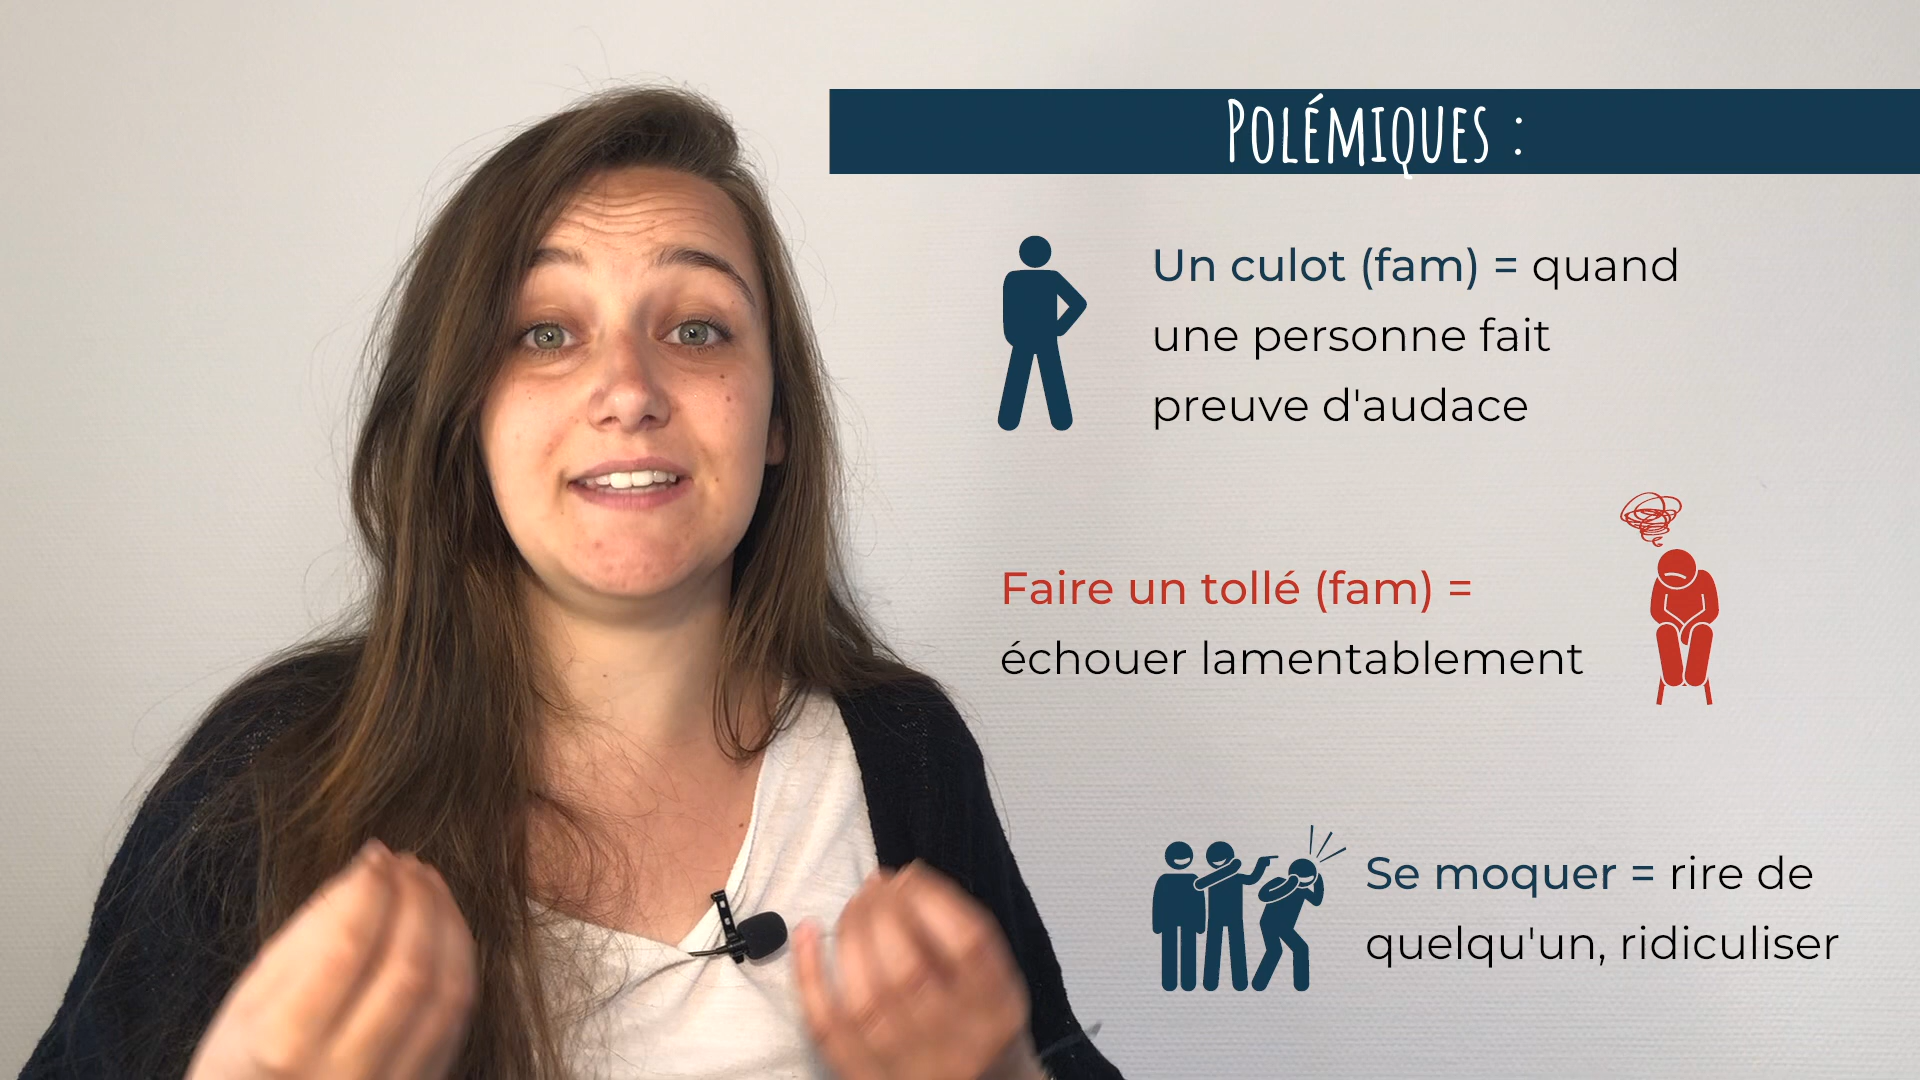 Polémiques :
Un culot (fam) = quand
une personne fait
preuve d'audace
Faire un tollé (fam) =
échouer lamentablement
Se moquer = rire de
quelqu'un, ridiculiser